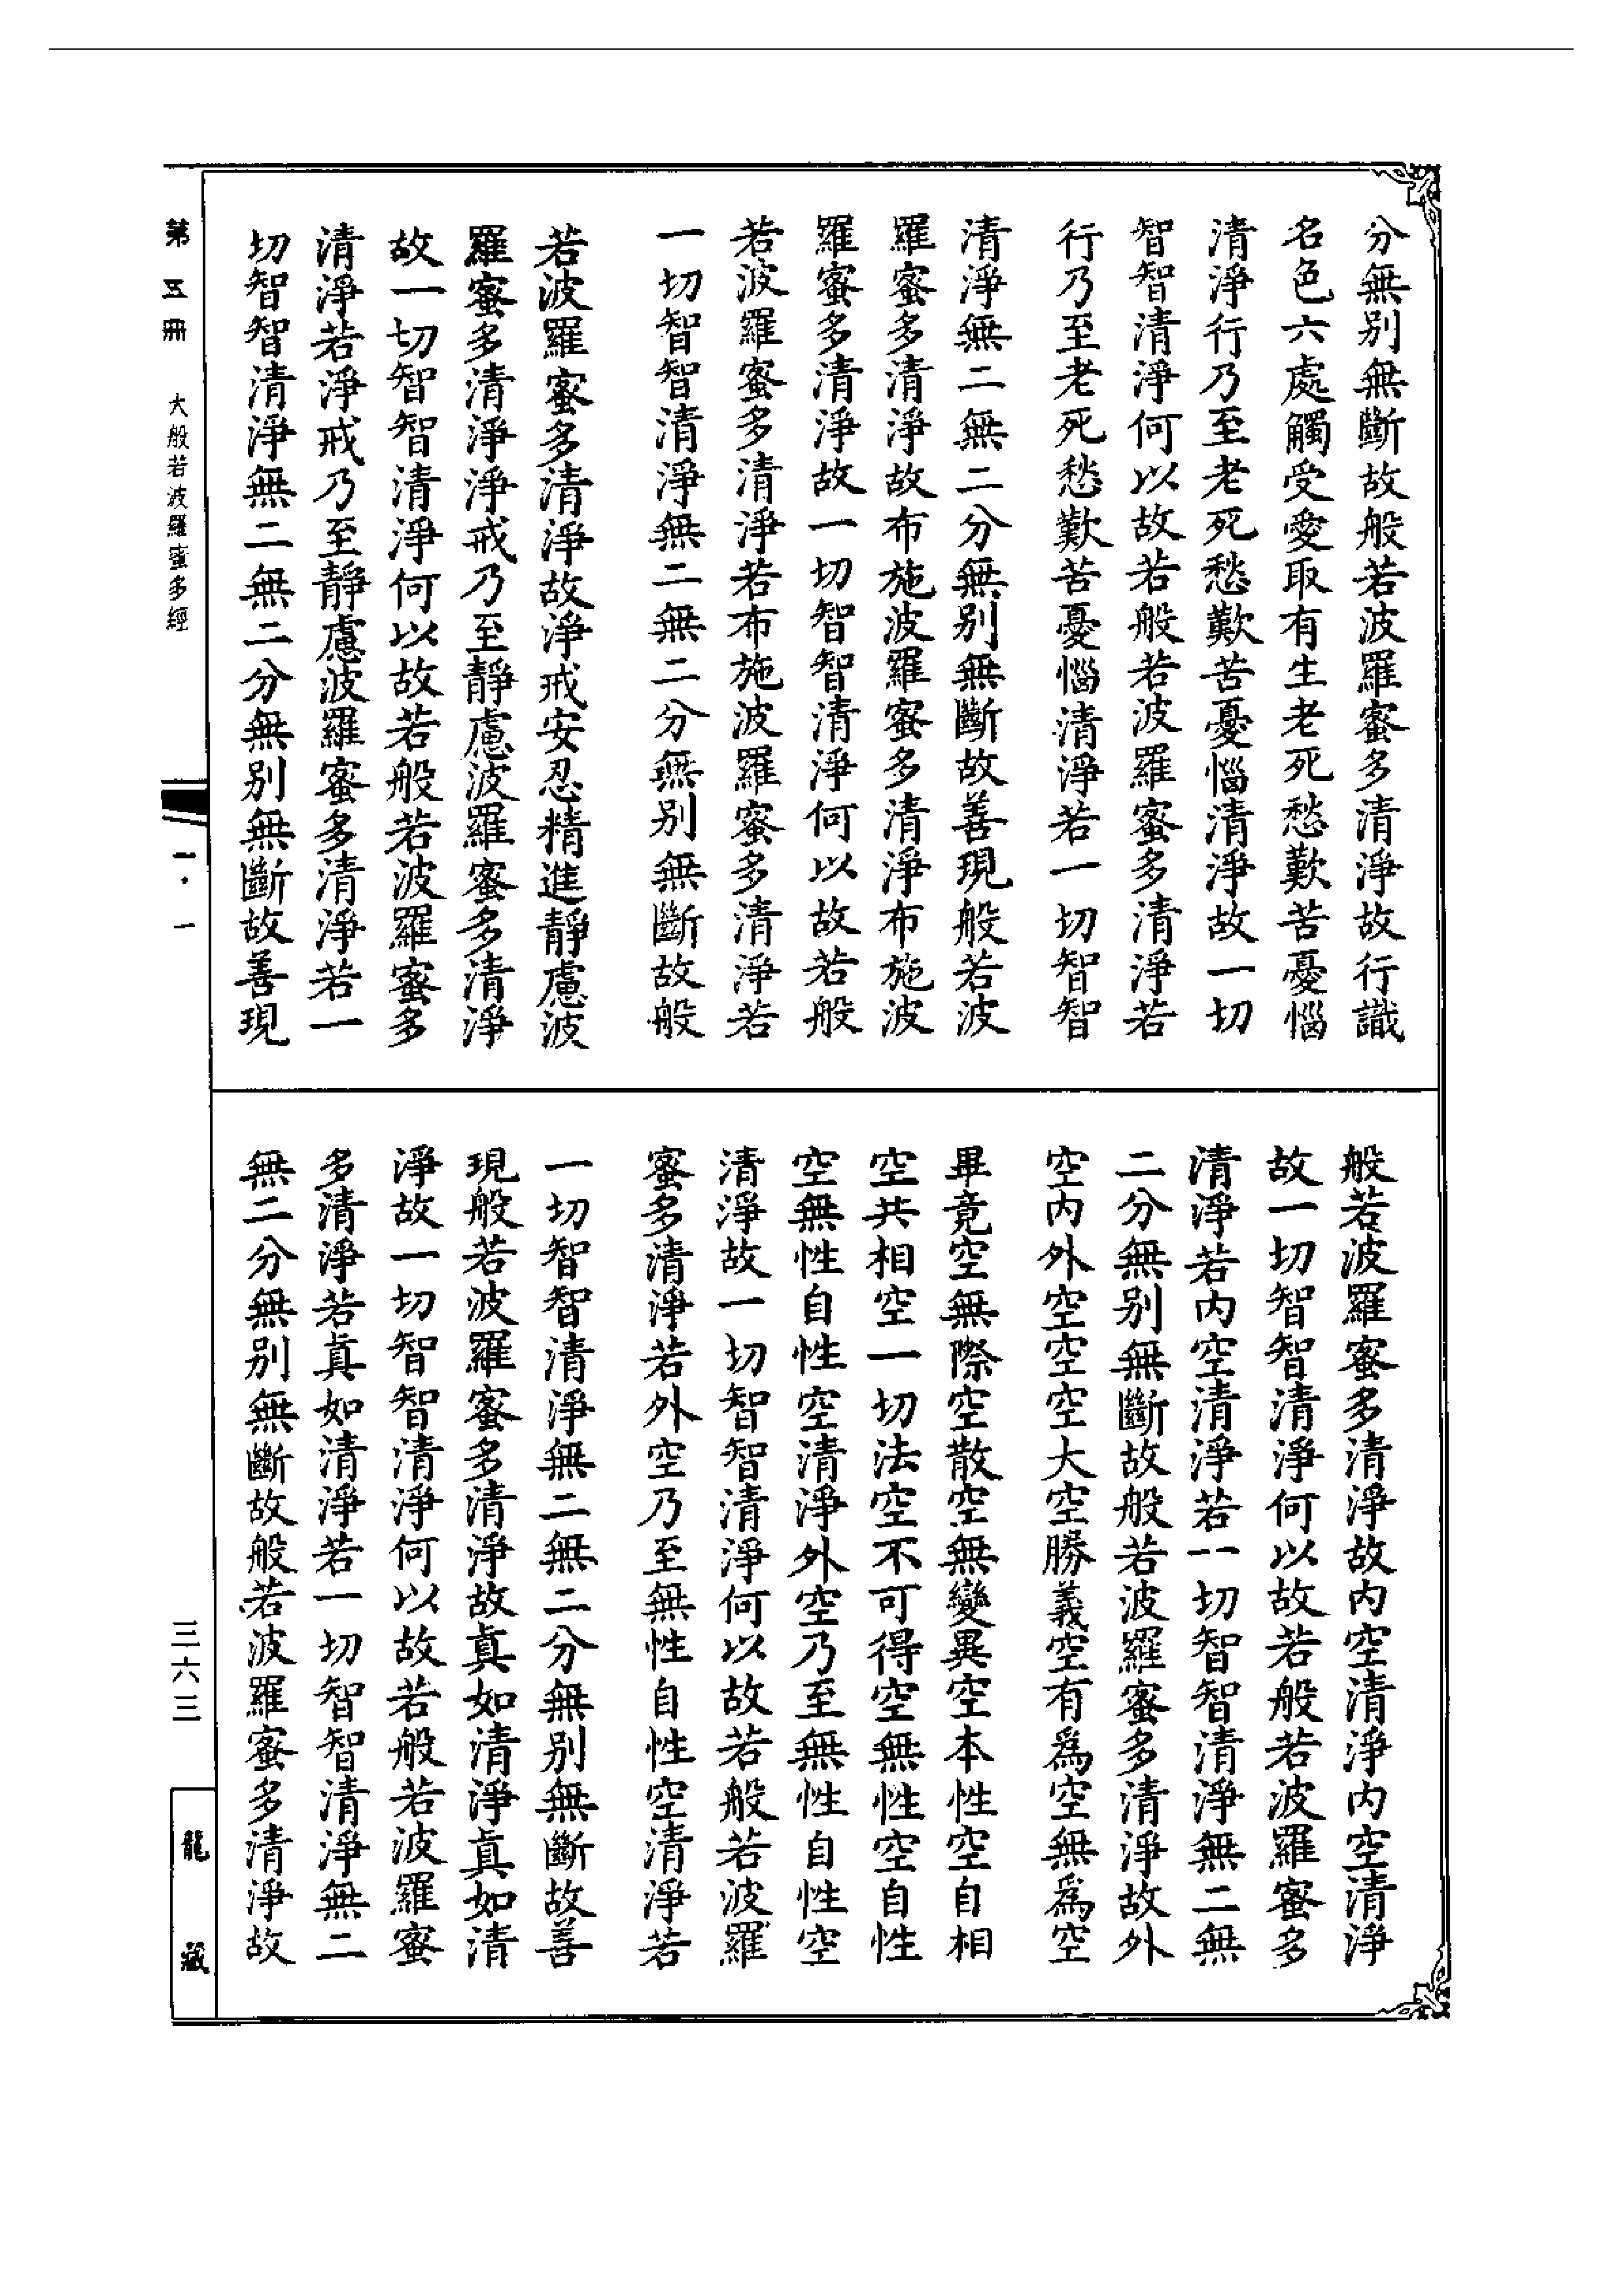 分無别無斷故般若波羅蜜多清淨故行識
名色六處觸受愛取有生老死愁歎苦憂惱
清淨行乃至老死愁歎苦憂惱清淨故一切
智智清淨何以故若般若波羅蜜多清淨若
行乃至老死愁歎苦憂惱清淨若一切智智
清淨無二無二分無别無斷故善現般若波
羅蜜多清淨故布施波羅蜜多清淨布施波
羅蜜多清淨故一切智智清淨何以故若般
若波羅蜜多清淨若布施波羅蜜多清淨若
一切智智清淨無二無二分無别無斷故般
若波羅蜜多清淨故淨戒安忍精進靜慮波
羅蜜多清淨淨戒乃至靜慮波羅蜜多清淨
故一切智智清淨何以故若般若波羅蜜多
清淨若淨戒乃至靜慮波羅蜜多清淨若一
切智智清淨無二無二分無别無斷故善現
般若波羅蜜多清淨故内空清淨内空清淨
故一切智智清淨何以故若般若波羅蜜多
清淨若内空清淨若一切智智清淨無二無
二分無别無斷故般若波羅蜜多清淨故外
空内外空空空大空勝義空有爲空無爲空
畢竟空無際空散空無變異空本性空自相
空共相空一切法空不可得空無性空自性
空無性自性空清淨外空乃至無性自性空
清淨故一切智智清淨何以故若般若波羅
蜜多清淨若外空乃至無性自性空清淨若
一切智智清淨無二無二分無别無斷故善
現般若波羅蜜多清淨故真如清淨真如清
淨故一切智智清淨何以故若般若波羅蜜
多清淨若真如清淨若一切智智清淨無二
無二分無别無斷故般若波羅蜜多清淨故
第五冊 大般若波羅蜜多經 一·一 三六三 龍藏